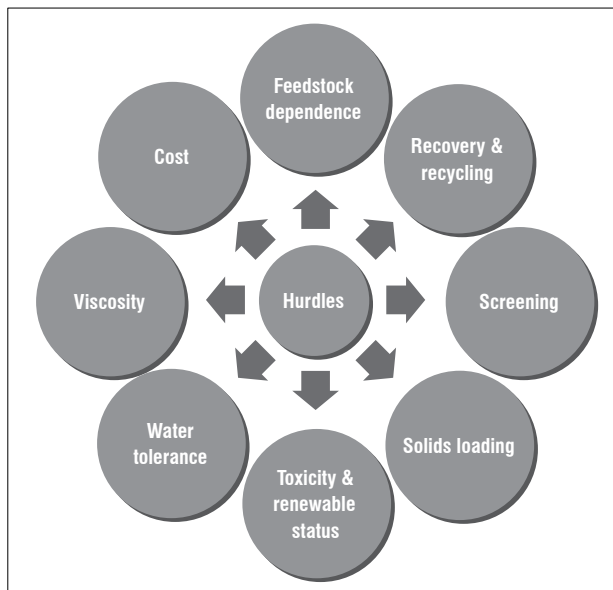 Feedstock
dependence
Recovery &
recycling
Screening
Solids loading
Toxicity &
renewable
status
Water
tolerance
Viscosity
Cost
Hurdles